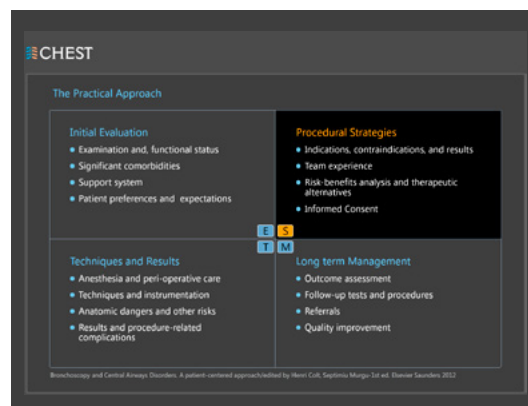 CHEST
The Practical Approach
Initial Evaluation
Examination and, functional status
Significant comorbidities
Support system
Patient preferences and expectations
Procedural Strategies
Indications, contraindications, and results
Team experience
Risk-benefits analysis and therapeutic
alternatives
Informed Consent
E S
T M
Techniques and Results
Anesthesia and peri-operative care
Techniques and instrumentation
Anatomic dangers and other risks
Results and procedure-related
complications
Long term Management
Outcome assessment
Follow-up tests and procedures
Referrals
Quality improvement
Bronchoscopy and Central Airways Disorders. A patient-centered approach/edited by Henri Colt, Septimiu Murgu-1st ed. Elsevier Saunders 2012